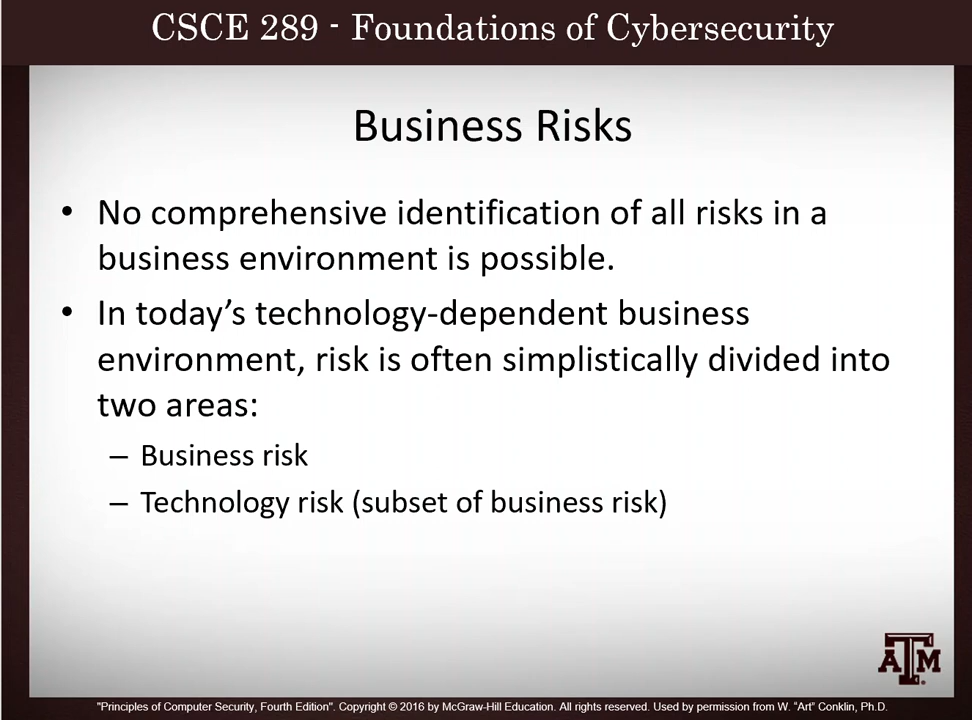 CSCE 289 - Foundations of Cybersecurity
Business Risks
• No comprehensive identification of all risks in a
business environment is possible.
• In today’s technology-dependent business
environment, risk is often simplistically divided into
two areas:
– Business risk
– Technology risk (subset of business risk)
ATM
"Principles of Computer Security, Fourth Edition". Copyright © 2016 by McGraw-Hill Education. All rights reserved. Used by permission from W. “Art” Conklin, Ph.D.